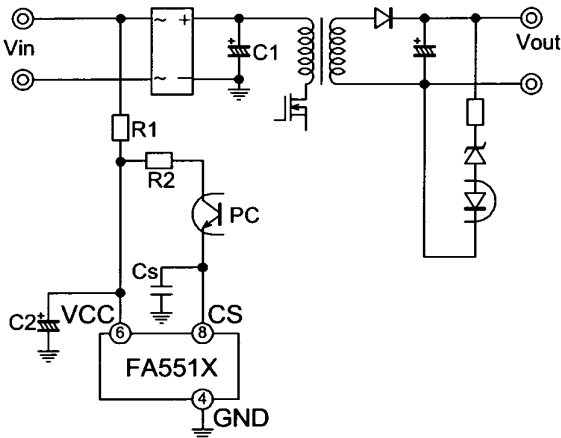 Vin
~ +
C1
~ −
Vout
R1
R2
PC
Cs
C2
+
VCC
CS
6
8
FA551X
4
GND